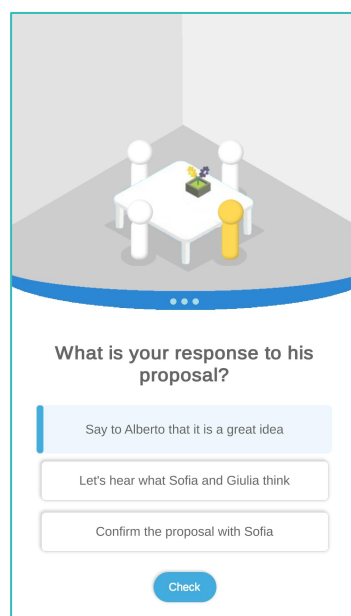 What is your response to his
proposal?
Say to Alberto that it is a great idea
Let's hear what Sofia and Giulia think
Confirm the proposal with Sofia
Check